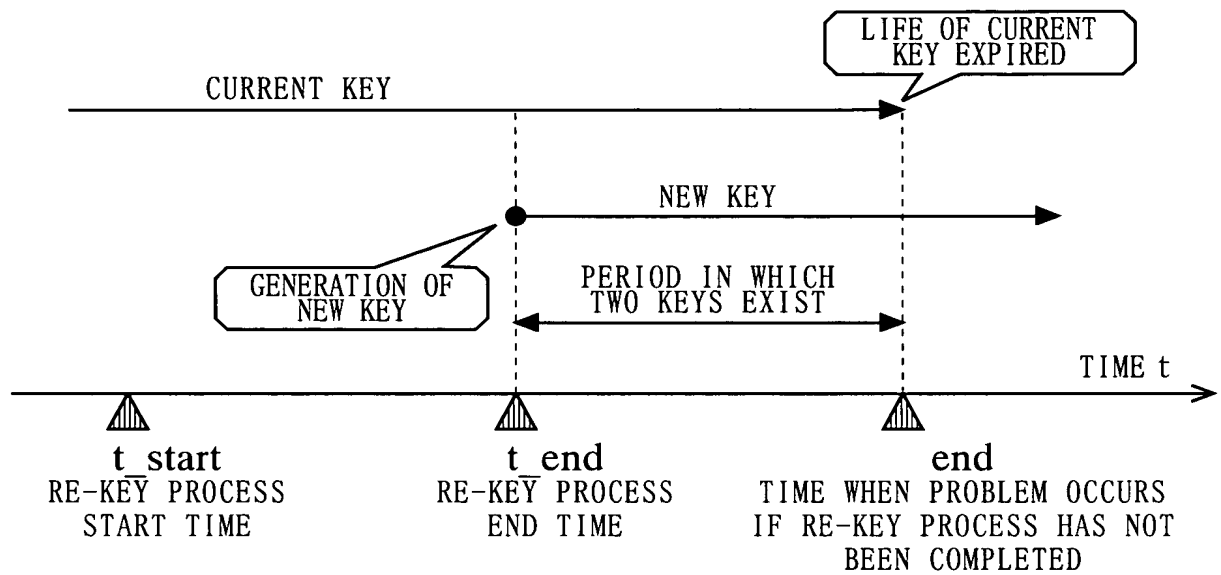 LIFE OF CURRENT
KEY EXPIRED
CURRENT KEY
NEW KEY
GENERATION OF
NEW KEY
PERIOD IN WHICH
TWO KEYS EXIST
TIME t
t_start
RE-KEY PROCESS
START TIME
t_end
RE-KEY PROCESS
END TIME
end
TIME WHEN PROBLEM OCCURS
IF RE-KEY PROCESS HAS NOT
BEEN COMPLETED